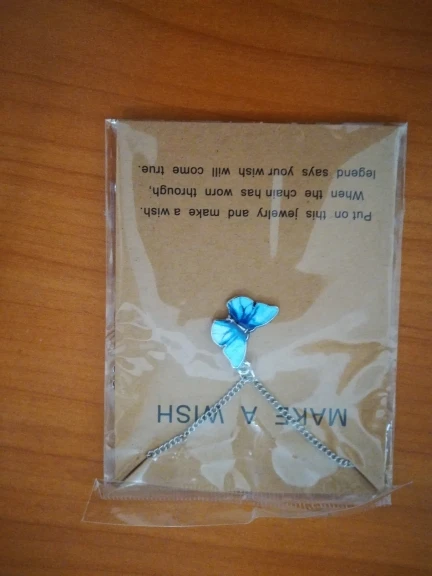 MAKE A WISH
Put on this jewelry and make a wish.
When the chain has worn through,
legend says your wish will come true.